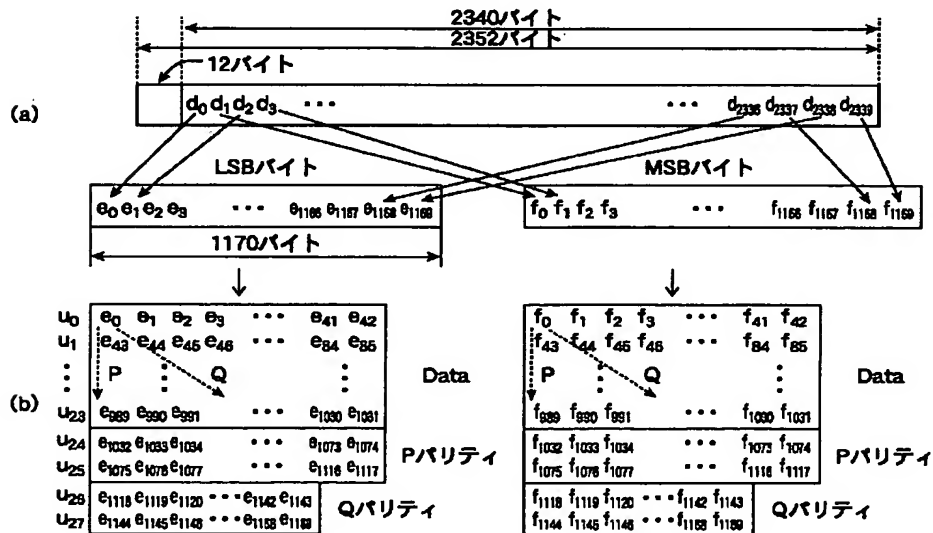 2340バイト
2352バイト
12バイト
(a)
d0 d1 d2 d3 ··· ··· d2336 d2337 d2338 d2339
LSBバイト MSBバイト
e0 e1 e2 e3 ··· e1166 e1167 e1168 e1169
f0 f1 f2 f3 ··· f1166 f1167 f1168 f1169
1170バイト
(b)
u0 e0 e1 e2 e3 ··· e41 e42
u1 e43 e44 e45 e46 ··· e84 e85
P Q Data
u23 e989 e990 e991 ··· e1030 e1031
u24 e1032 e1033 e1034 ··· e1073 e1074
u25 e1075 e1076 e1077 ··· e1116 e1117
Pパリティ
u26 e1118 e1119 e1120 ··· e1142 e1143
u27 e1144 e1145 e1146 ··· e1168 e1169
Qパリティ
f0 f1 f2 f3 ··· f41 f42
f43 f44 f45 f46 ··· f84 f85
P Q Data
f989 f990 f991 ··· f1030 f1031
f1032 f1033 f1034 ··· f1073 f1074
f1075 f1076 f1077 ··· f1116 f1117
Pパリティ
f1118 f1119 f1120 ··· f1142 f1143
f1144 f1145 f1146 ··· f1168 f1169
Qパリティ